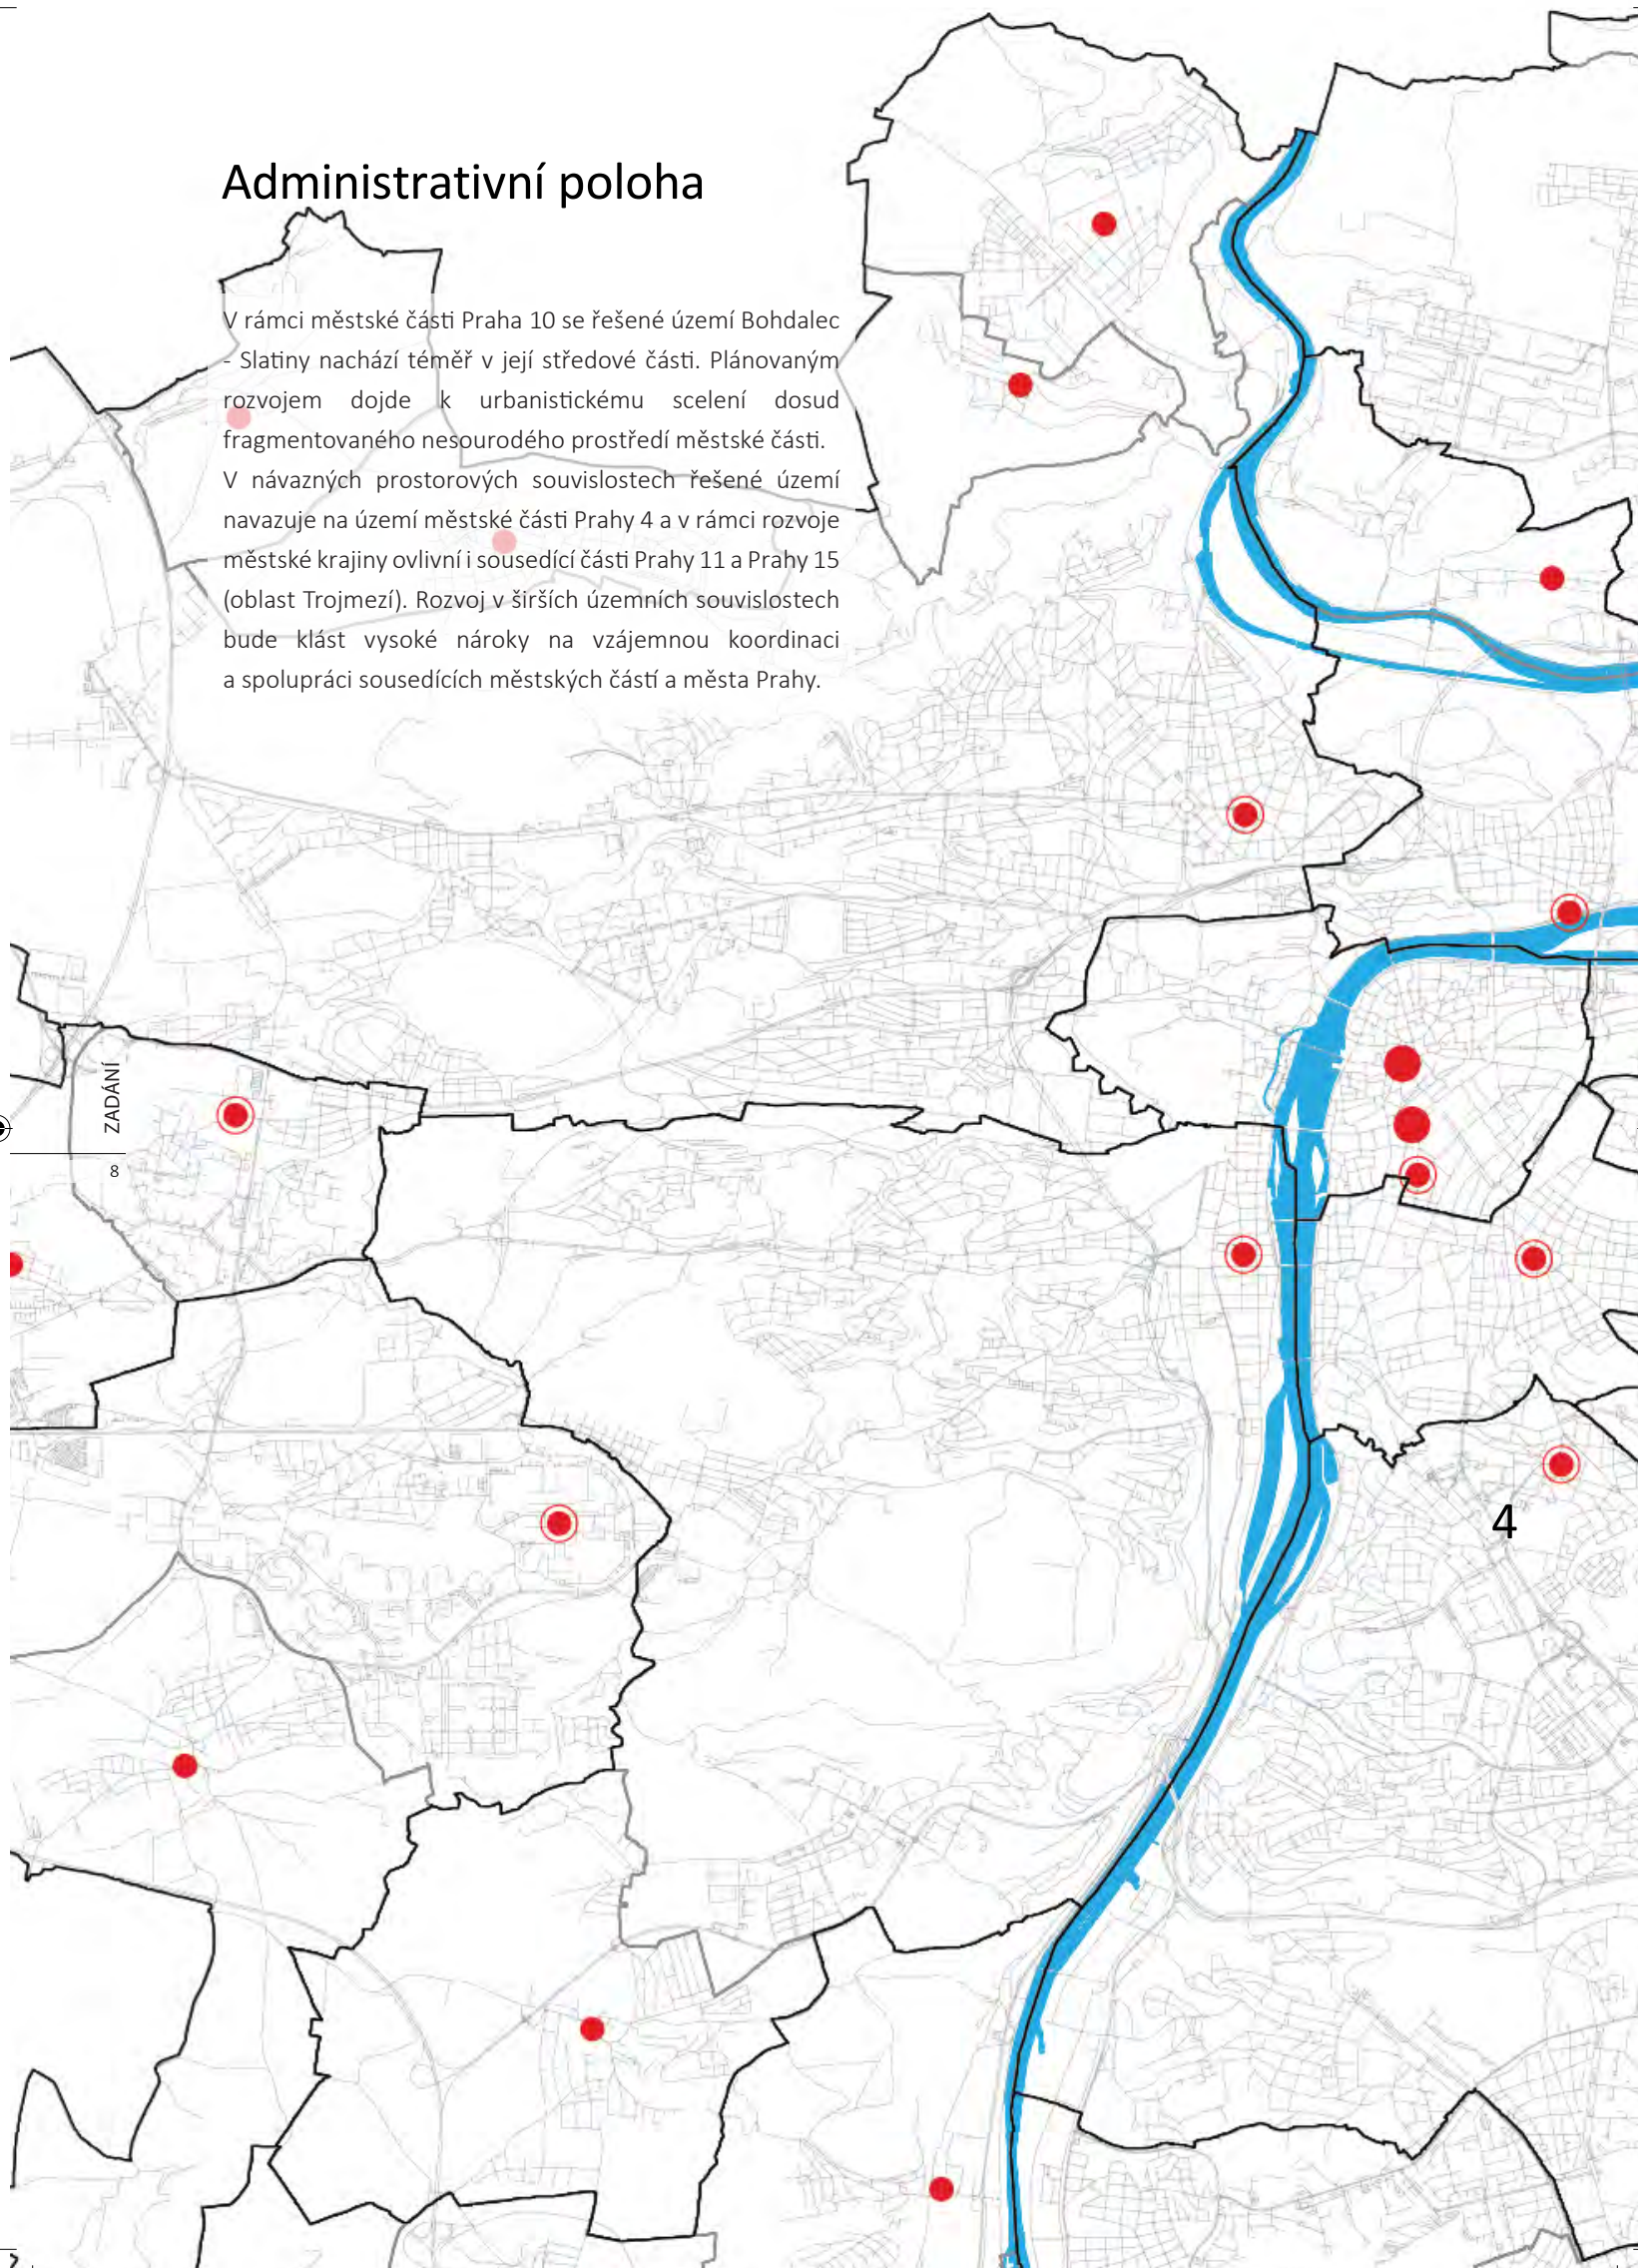 Administrativní poloha
V rámci městské části Praha 10 se řešené území Bohdalec
- Slatiny nachází téměř v její středové části. Plánovaným
rozvojem dojde k urbanistickému scelení dosud
fragmentovaného nesourodého prostředí městské části.
V návazných prostorových souvislostech řešené území
navazuje na území městské části Prahy 4 a v rámci rozvoje
městské krajiny ovlivní i sousedící části Prahy 11 a Prahy 15
(oblast Trojmezí). Rozvoj v širších územních souvislostech
bude klást vysoké nároky na vzájemnou koordinaci
a spolupráci sousedících městských částí a města Prahy.
ZADÁNÍ
8
4